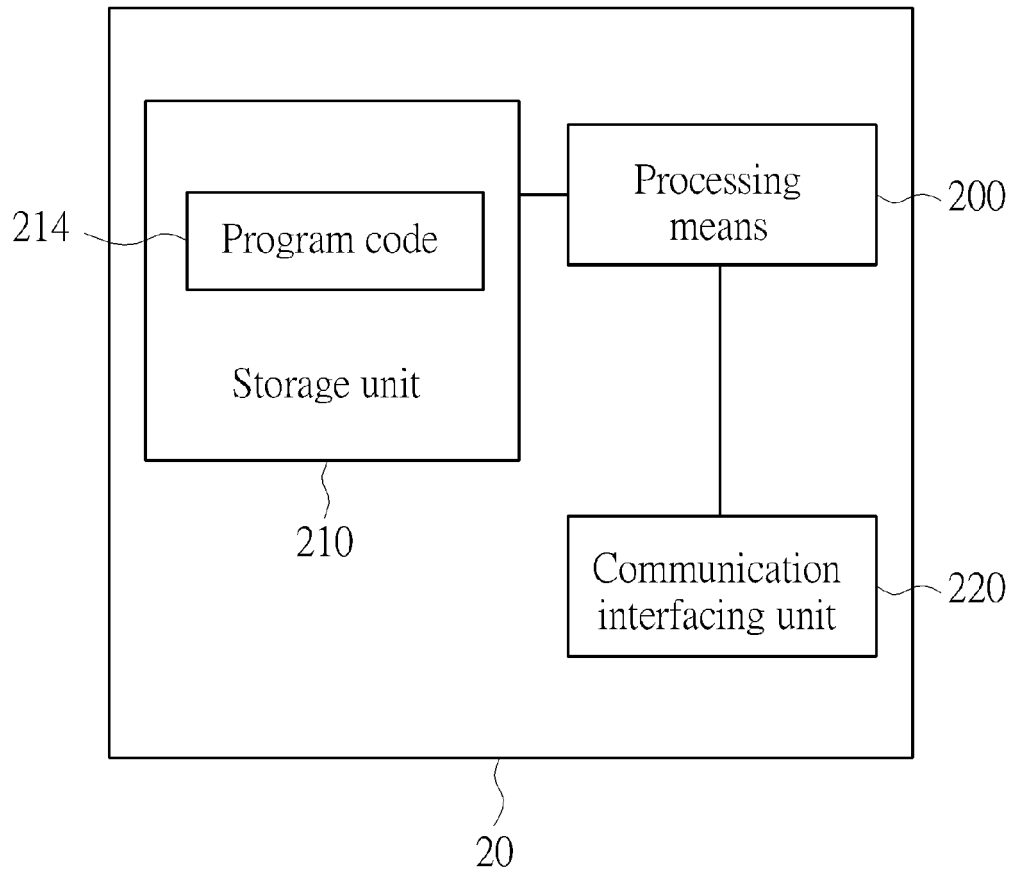 Processing
means
200
214
Program code
Storage unit
210
Communication
interfacing unit
220
20